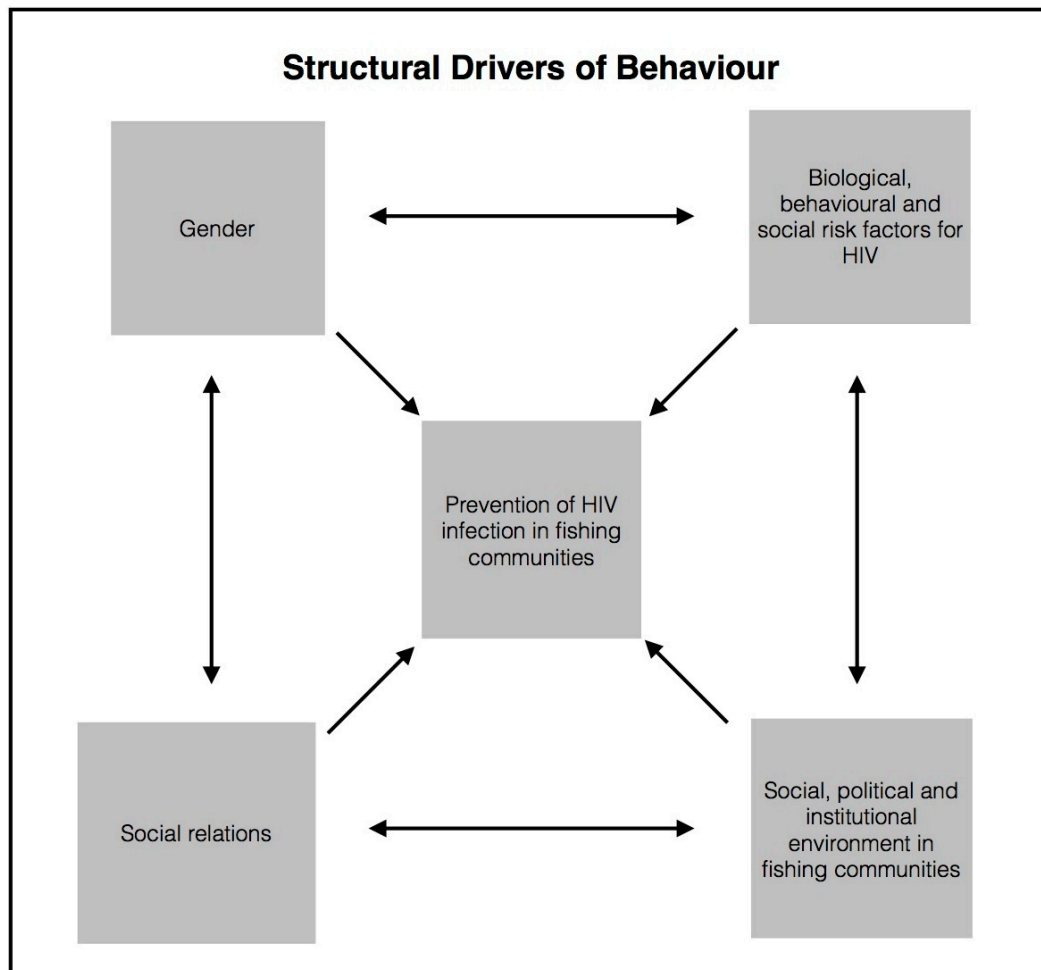 Structural Drivers of Behaviour
Gender
Biological,
behavioural and
social risk factors for
HIV
Prevention of HIV
infection in fishing
communities
Social relations
Social, political and
institutional
environment in
fishing communities